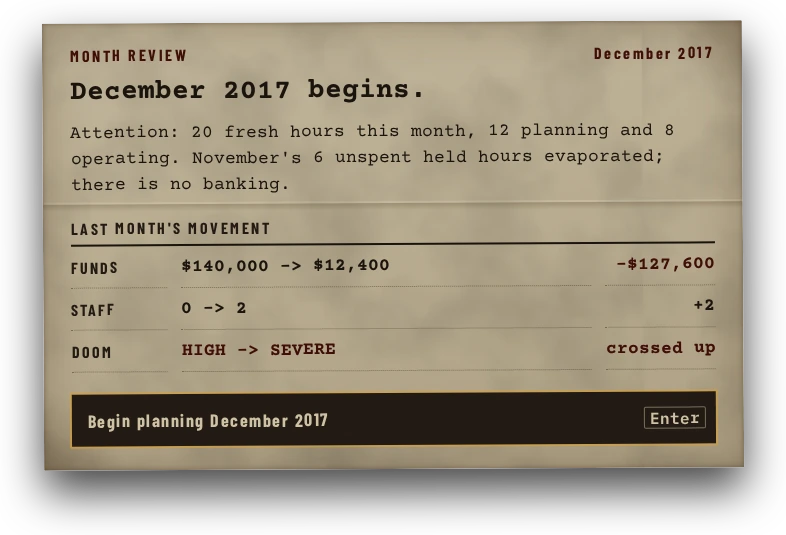 MONTH REVIEW
December 2017
December 2017 begins.
Attention: 20 fresh hours this month, 12 planning and 8
operating. November's 6 unspent held hours evaporated;
there is no banking.
LAST MONTH'S MOVEMENT
FUNDS $140,000 -> $12,400 -$127,600
STAFF 0 -> 2 +2
DOOM HIGH -> SEVERE crossed up
Begin planning December 2017 Enter